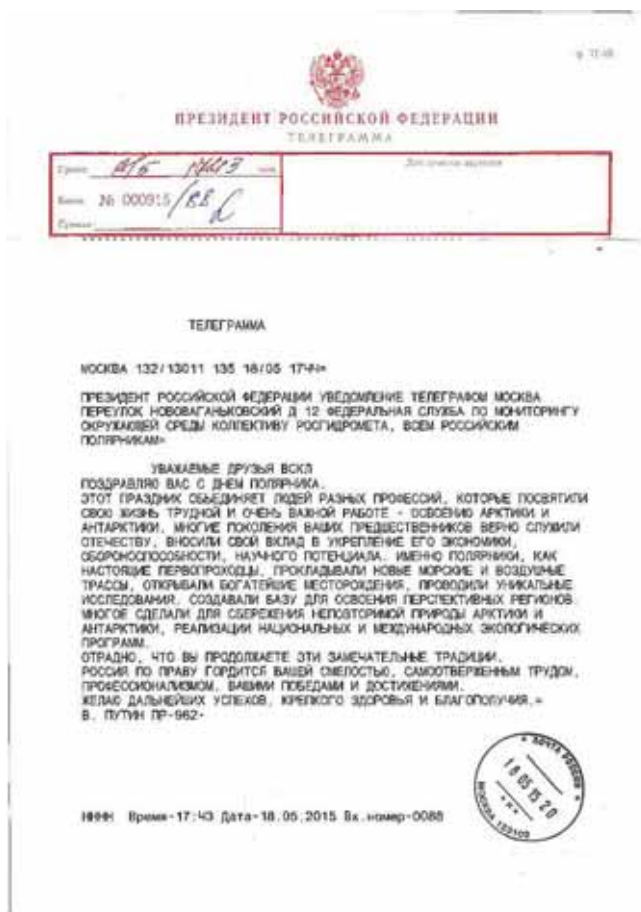 ПРЕЗИДЕНТ РОССИЙСКОЙ ФЕДЕРАЦИИ
ТЕЛЕГРАММА
№ 000915/ВВ
ТЕЛЕГРАММА
МОСКВА 132/13011 135 18/05 17ЧЧ=
ПРЕЗИДЕНТ РОССИЙСКОЙ ФЕДЕРАЦИИ УВЕДОМЛЕНИЕ ТЕЛЕГРАФОМ МОСКВА
ПЕРЕУЛОК НОВОВАГАНЬКОВСКИЙ Д 12 ФЕДЕРАЛЬНАЯ СЛУЖБА ПО МОНИТОРИНГУ
ОКРУЖАЮЩЕЙ СРЕДЫ КОЛЛЕКТИВУ РОСГИДРОМЕТА, ВСЕМ РОССИЙСКИМ
ПОЛЯРНИКАМ=
УВАЖАЕМЫЕ ДРУЗЬЯ ВСКЛ
ПОЗДРАВЛЯЮ ВАС С ДНЕМ ПОЛЯРНИКА.
ЭТОТ ПРАЗДНИК ОБЪЕДИНЯЕТ ЛЮДЕЙ РАЗНЫХ ПРОФЕССИЙ, КОТОРЫЕ ПОСВЯТИЛИ
СВОЮ ЖИЗНЬ ТРУДНОЙ И ОЧЕНЬ ВАЖНОЙ РАБОТЕ - ОСВОЕНИЮ АРКТИКИ И
АНТАРКТИКИ. МНОГИЕ ПОКОЛЕНИЯ ВАШИХ ПРЕДШЕСТВЕННИКОВ ВЕРНО СЛУЖИЛИ
ОТЕЧЕСТВУ, ВНОСИЛИ СВОЙ ВКЛАД В УКРЕПЛЕНИЕ ЕГО ЭКОНОМИКИ,
ОБОРОНОСПОСОБНОСТИ, НАУЧНОГО ПОТЕНЦИАЛА. ИМЕННО ПОЛЯРНИКИ, КАК
НАСТОЯЩИЕ ПЕРВОПРОХОДЦЫ, ПРОКЛАДЫВАЛИ НОВЫЕ МОРСКИЕ И ВОЗДУШНЫЕ
ТРАССЫ, ОТКРЫВАЛИ БОГАТЕЙШИЕ МЕСТОРОЖДЕНИЯ, ПРОВОДИЛИ УНИКАЛЬНЫЕ
ИССЛЕДОВАНИЯ, СОЗДАВАЛИ БАЗУ ДЛЯ ОСВОЕНИЯ ПЕРСПЕКТИВНЫХ РЕГИОНОВ.
МНОГОЕ СДЕЛАЛИ ДЛЯ СБЕРЕЖЕНИЯ НЕПОВТОРИМОЙ ПРИРОДЫ АРКТИКИ И
АНТАРКТИКИ, РЕАЛИЗАЦИИ НАЦИОНАЛЬНЫХ И МЕЖДУНАРОДНЫХ ЭКОЛОГИЧЕСКИХ
ПРОГРАММ.
ОТРАДНО, ЧТО ВЫ ПРОДОЛЖАЕТЕ ЭТИ ЗАМЕЧАТЕЛЬНЫЕ ТРАДИЦИИ.
РОССИЯ ПО ПРАВУ ГОРДИТСЯ ВАШЕЙ СМЕЛОСТЬЮ, САМООТВЕРЖЕННЫМ ТРУДОМ,
ПРОФЕССИОНАЛИЗМОМ, ВАШИМИ ПОБЕДАМИ И ДОСТИЖЕНИЯМИ.
ЖЕЛАЮ ДАЛЬНЕЙШИХ УСПЕХОВ, КРЕПКОГО ЗДОРОВЬЯ И БЛАГОПОЛУЧИЯ.=
В. ПУТИН ПР-962-
ПОЧТА РОССИИ
18 05 15 20
МОСКВА
НННН Время-17:43 Дата-18.05.2015 Вх.номер-0088